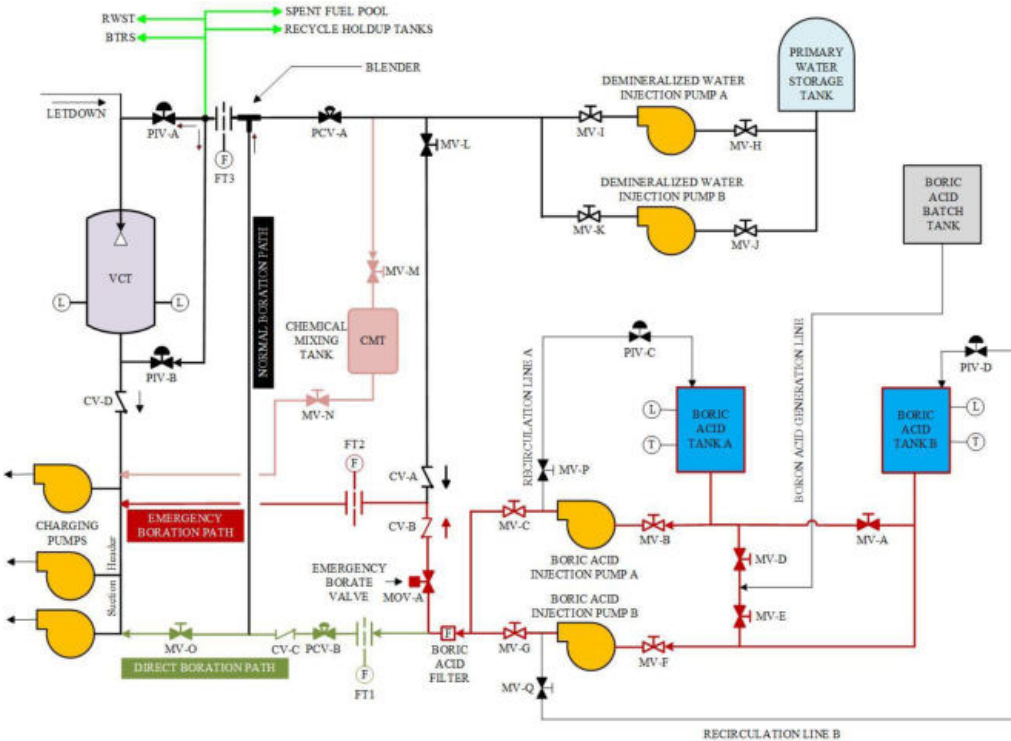 RWST
BTRS
SPENT FUEL POOL
RECYCLE HOLDUP TANKS
BLENDER
LETDOWN
PIV-A
F
FT3
PCV-A
MV-L
DEMINERALIZED WATER
INJECTION PUMP A
MV-I
MV-H
PRIMARY
WATER
STORAGE
TANK
DEMINERALIZED WATER
INJECTION PUMP B
MV-K
MV-J
BORIC
ACID
BATCH
TANK
VCT
L
L
NORMAL BORATION PATH
MV-M
CHEMICAL
MIXING
TANK
CMT
MV-N
PIV-B
CV-D
RECIRCULATION LINE A
PIV-C
BORON ACID GENERATION LINE
PIV-D
BORIC
ACID
TANK A
L
T
BORIC
ACID
TANK B
L
T
FT2
F
CV-A
MV-P
CHARGING
PUMPS
EMERGENCY
BORATION PATH
CV-B
MV-C
MV-B
MV-A
BORIC ACID
INJECTION PUMP A
MV-D
Suction Header
EMERGENCY
BORATE
VALVE
MOV-A
BORIC ACID
INJECTION PUMP B
MV-E
MV-O
CV-C
PCV-B
F
BORIC ACID
FILTER
MV-G
MV-F
DIRECT BORATION PATH
F
FT1
MV-Q
RECIRCULATION LINE B